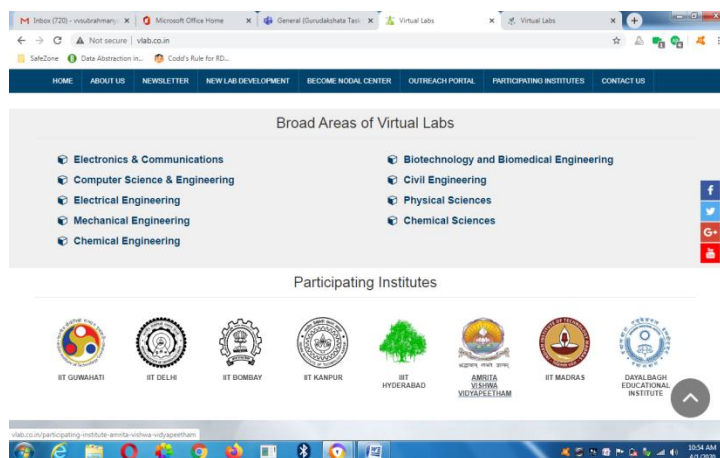 Inbox (720) - vvsubrahmany
Microsoft Office Home
General (Gurudakshata Task
Virtual Labs
Virtual Labs
Not secure | vlab.co.in
SafeZone
Data Abstraction in...
Codd's Rule for RD...
HOME
ABOUT US
NEWSLETTER
NEW LAB DEVELOPMENT
BECOME NODAL CENTER
OUTREACH PORTAL
PARTICIPATING INSTITUTES
CONTACT US
Broad Areas of Virtual Labs
Electronics & Communications
Computer Science & Engineering
Electrical Engineering
Mechanical Engineering
Chemical Engineering
Biotechnology and Biomedical Engineering
Civil Engineering
Physical Sciences
Chemical Sciences
Participating Institutes
IIT GUWAHATI
IIT DELHI
IIT BOMBAY
IIT KANPUR
IIIT
HYDERABAD
AMRITA
VISHWA
VIDYAPEETHAM
IIT MADRAS
DAYALBAGH
EDUCATIONAL
INSTITUTE
vlab.co.in/participating-institute-amrita-vishwa-vidyapeetham
10:54 AM
4/1/2020